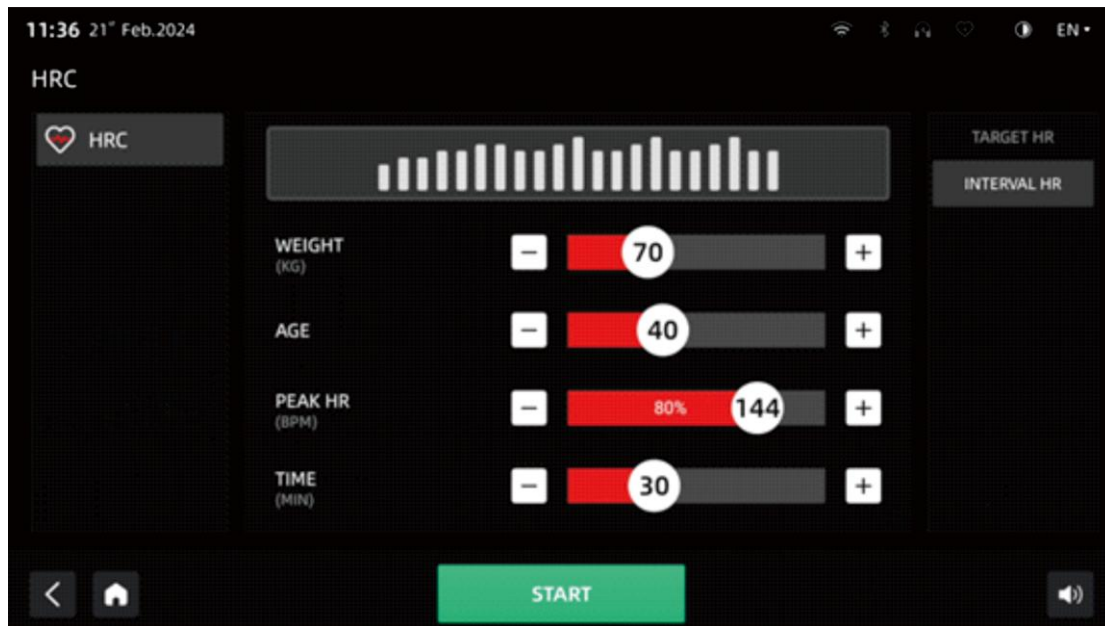 11:36 21st Feb.2024
EN
HRC
HRC
TARGET HR
INTERVAL HR
WEIGHT
(KG)
− 70 +
AGE
− 40 +
PEAK HR
(BPM)
− 80% 144 +
TIME
(MIN)
− 30 +
START